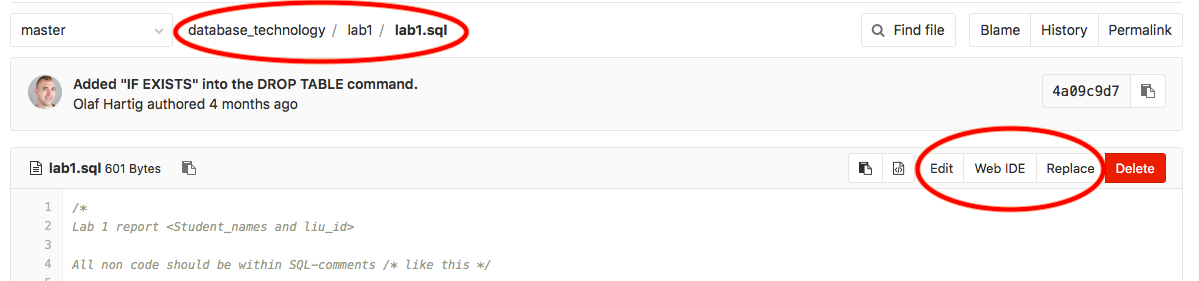 master database_technology / lab1 / lab1.sql Find file Blame History Permalink
Added "IF EXISTS" into the DROP TABLE command.
Olaf Hartig authored 4 months ago 4a09c9d7
lab1.sql 601 Bytes Edit Web IDE Replace Delete
1 /*
2 Lab 1 report <Student_names and liu_id>
3
4 All non code should be within SQL-comments /* like this */